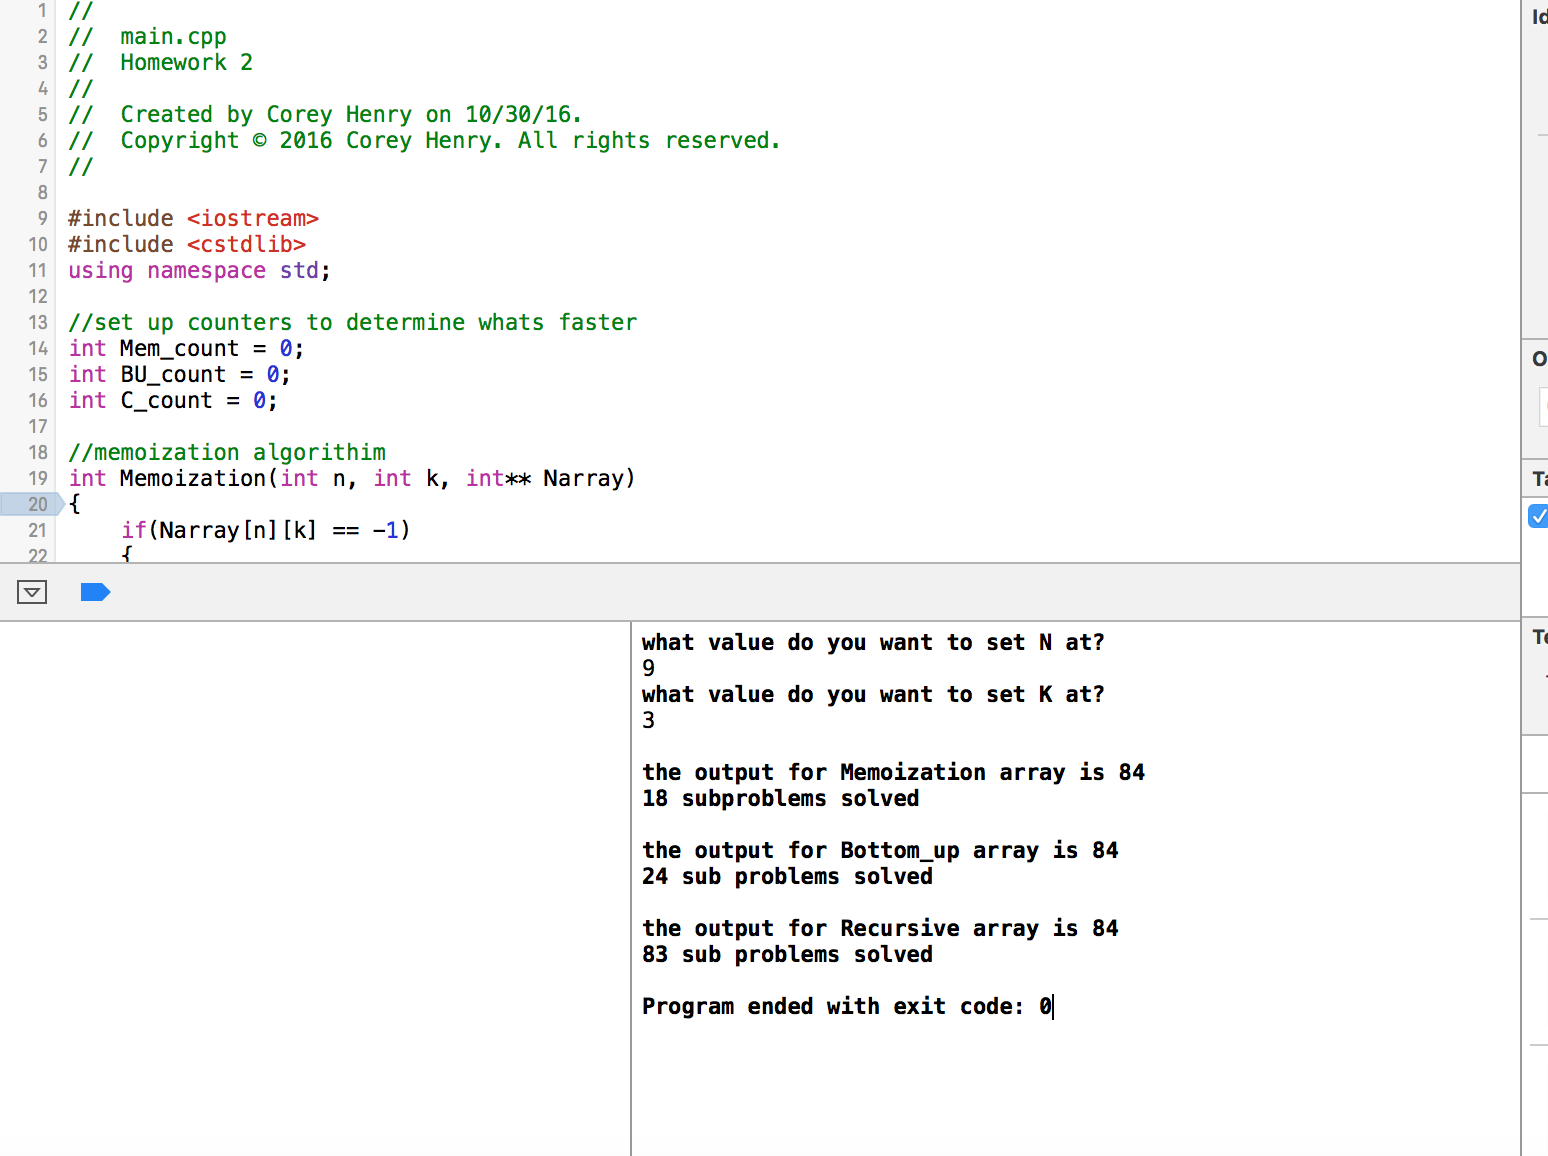 1 //
2 //  main.cpp
3 //  Homework 2
4 //
5 //  Created by Corey Henry on 10/30/16.
6 //  Copyright © 2016 Corey Henry. All rights reserved.
7 //
8
9 #include <iostream>
10 #include <cstdlib>
11 using namespace std;
12
13 //set up counters to determine whats faster
14 int Mem_count = 0;
15 int BU_count = 0;
16 int C_count = 0;
17
18 //memoization algorithim
19 int Memoization(int n, int k, int** Narray)
20 {
21     if(Narray[n][k] == -1)
22     {
what value do you want to set N at?
9
what value do you want to set K at?
3
the output for Memoization array is 84
18 subproblems solved
the output for Bottom_up array is 84
24 sub problems solved
the output for Recursive array is 84
83 sub problems solved
Program ended with exit code: 0